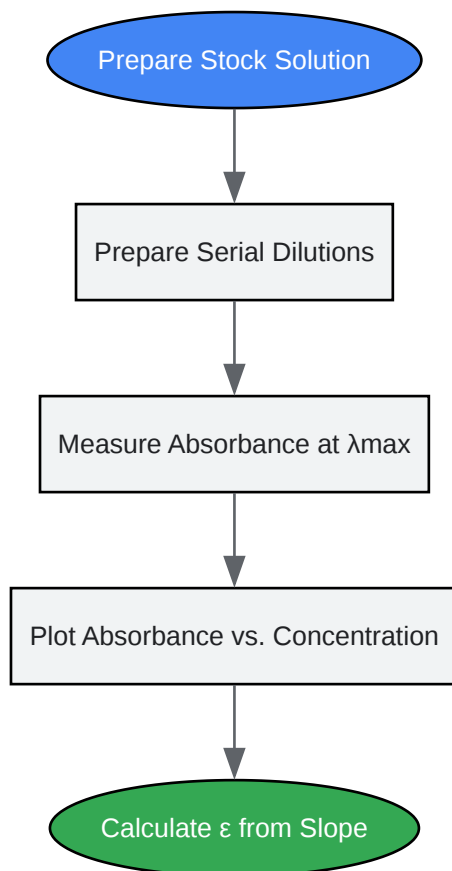 Prepare Stock Solution
Prepare Serial Dilutions
Measure Absorbance at λmax
Plot Absorbance vs. Concentration
Calculate ε from Slope